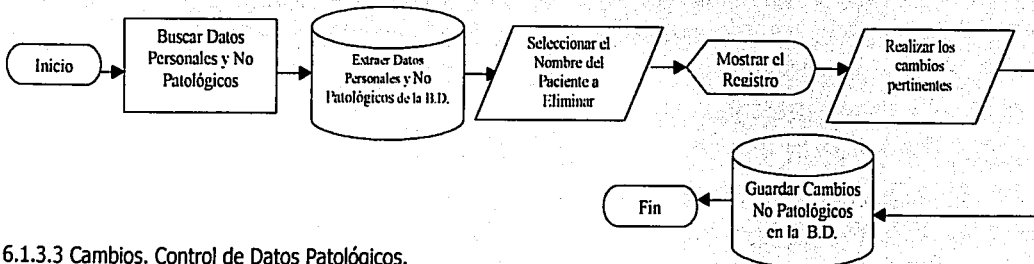 Inicio
Buscar Datos
Personales y No
Patológicos
Extraer Datos
Personales y No
Patológicos de la B.D.
Seleccionar el
Nombre del
Paciente a
Eliminar
Mostrar el
Registro
Realizar los
cambios
pertinentes
Guardar Cambios
No Patológicos
en la B.D.
Fin
6.1.3.3 Cambios. Control de Datos Patológicos.